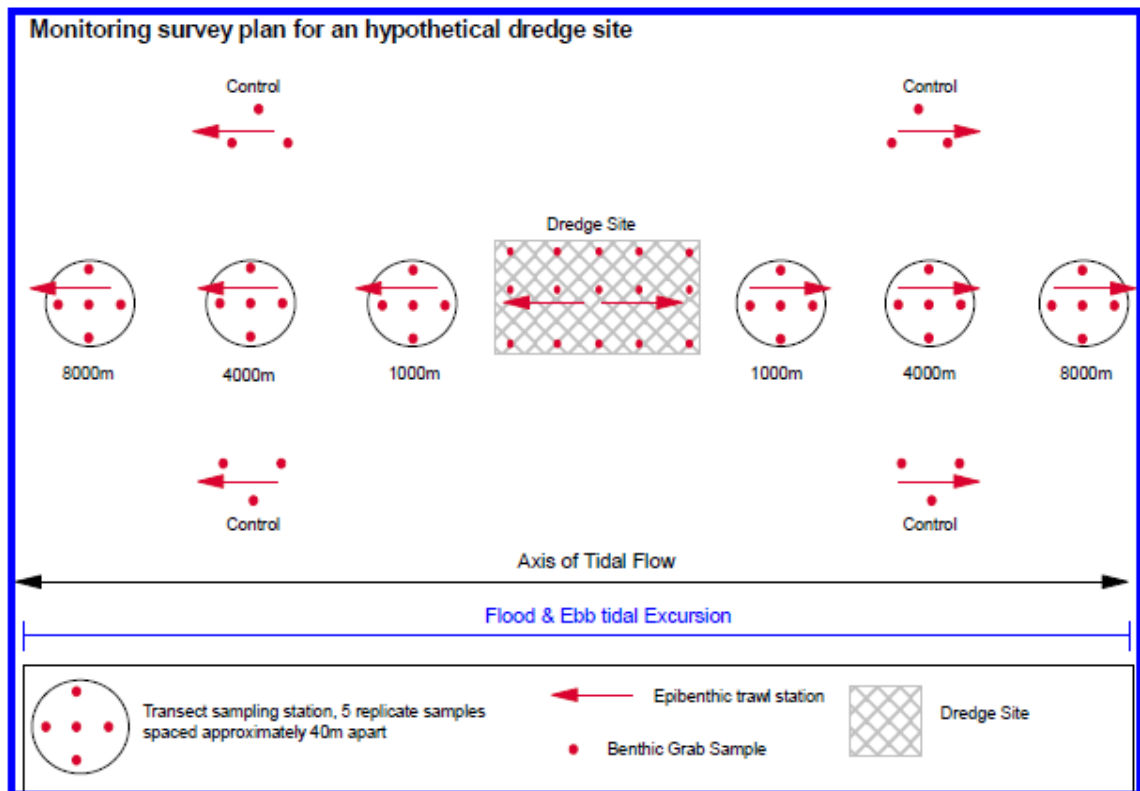 Monitoring survey plan for an hypothetical dredge site
Control
Control
Dredge Site
8000m
4000m
1000m
1000m
4000m
8000m
Control
Control
Axis of Tidal Flow
Flood & Ebb tidal Excursion
Transect sampling station, 5 replicate samples
spaced approximately 40m apart
Epibenthic trawl station
Benthic Grab Sample
Dredge Site